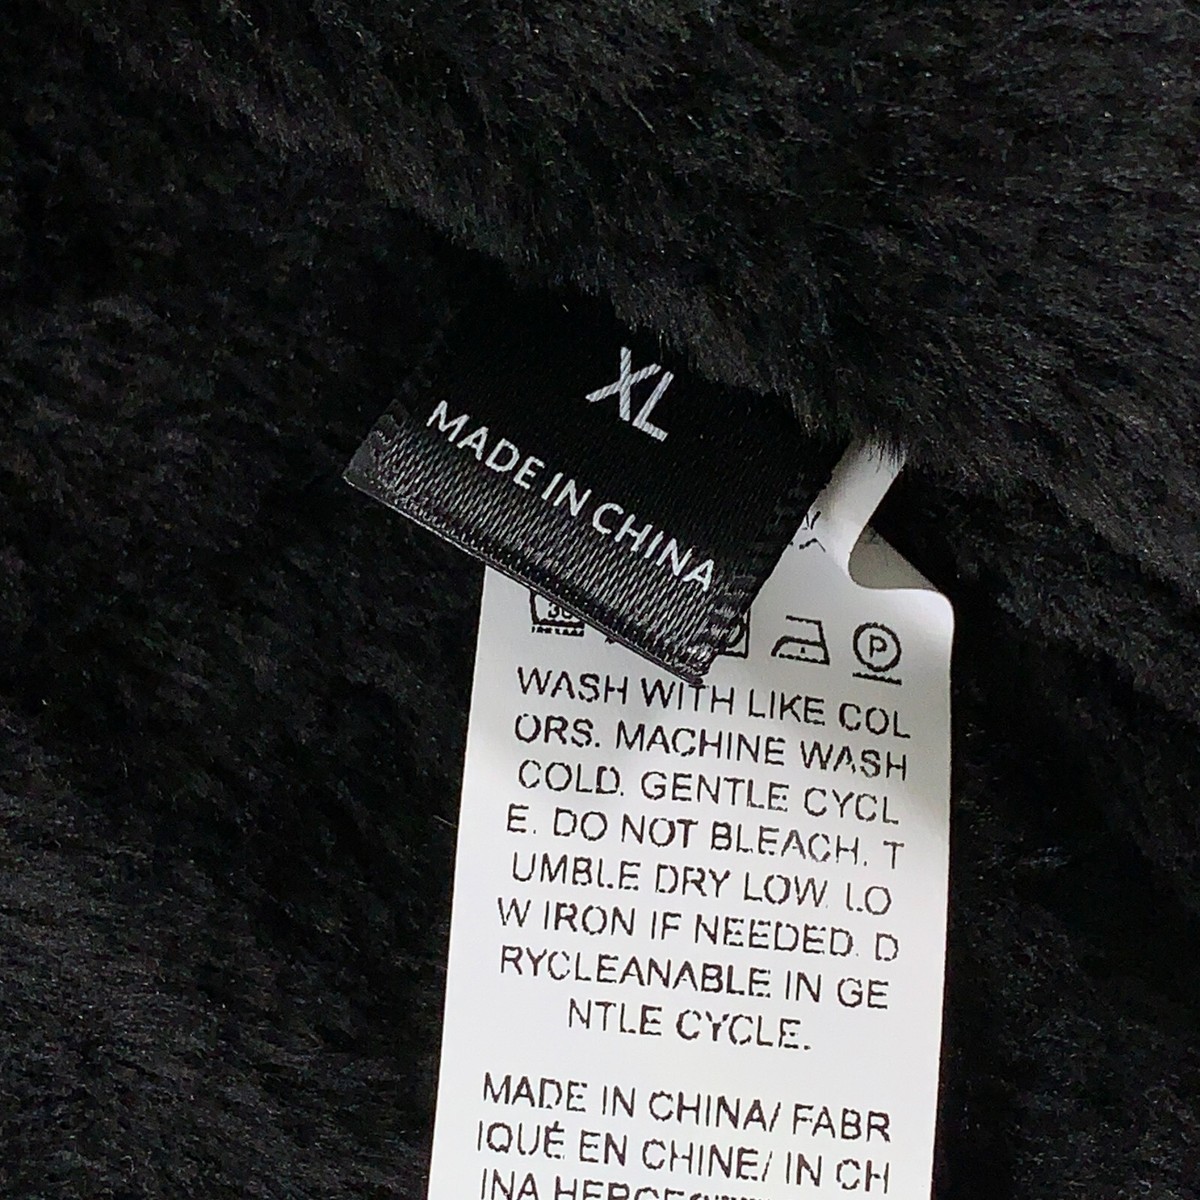 XL
MADE IN CHINA
30
P
WASH WITH LIKE COL
ORS. MACHINE WASH
COLD. GENTLE CYCL
E. DO NOT BLEACH. T
UMBLE DRY LOW. LO
W IRON IF NEEDED. D
RYCLEANABLE IN GE
NTLE CYCLE.
MADE IN CHINA/ FABR
IQUÉ EN CHINE/ IN CH
INA